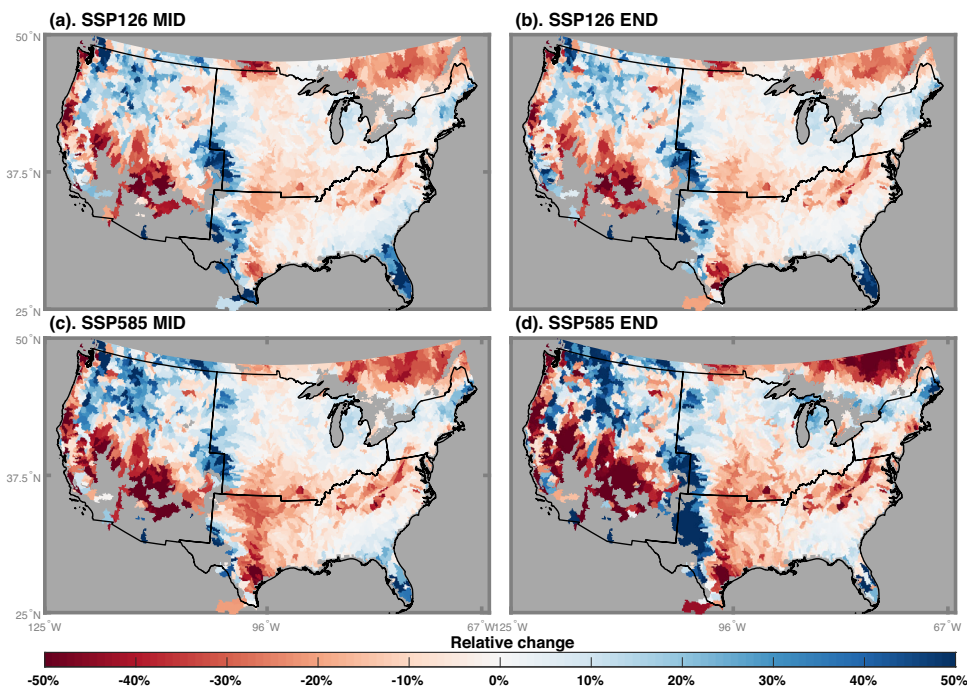 (a). SSP126 MID
(b). SSP126 END
50°N
37.5°N
25°N
(c). SSP585 MID
(d). SSP585 END
50°N
37.5°N
25°N
125°W
96°W
67°W
125°W
96°W
67°W
Relative change
-50%
-40%
-30%
-20%
-10%
0%
10%
20%
30%
40%
50%